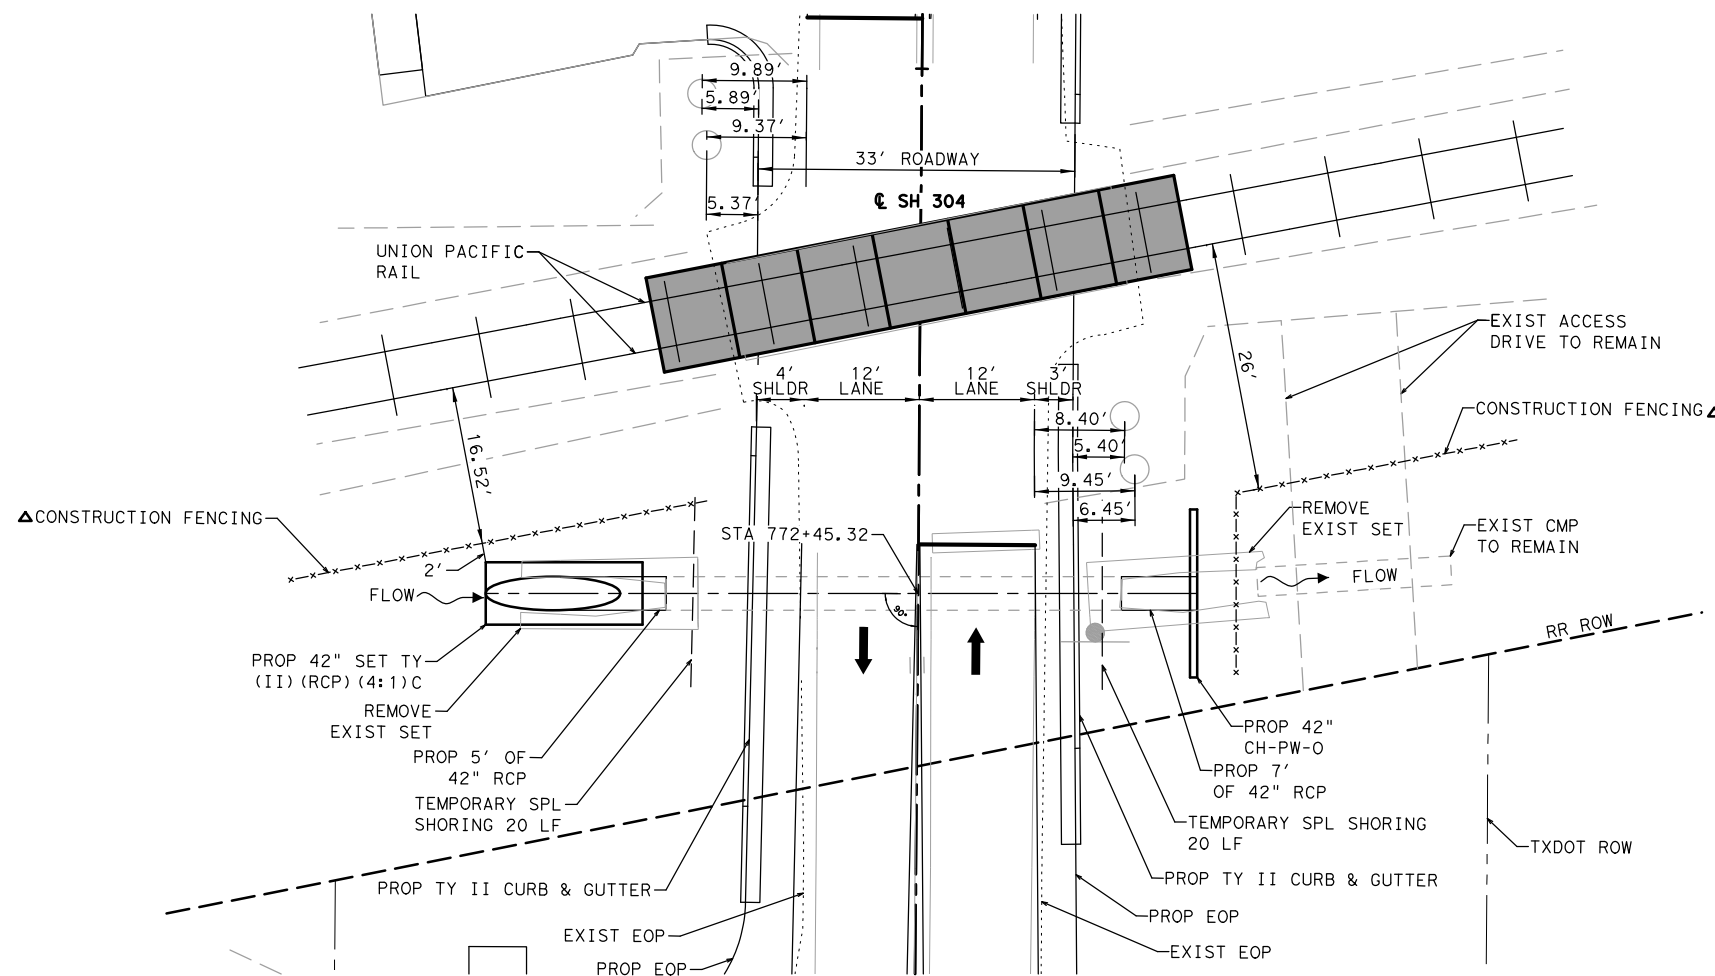 9.89'
5.89'
9.37'
33' ROADWAY
5.37'
℄ SH 304
UNION PACIFIC
RAIL
EXIST ACCESS
DRIVE TO REMAIN
26'
4'
SHLDR
12'
LANE
12'
LANE
3'
SHLDR
8.40'
CONSTRUCTION FENCING Δ
5.40'
16.52'
9.45'
6.45'
REMOVE
EXIST SET
Δ CONSTRUCTION FENCING
STA 772+45.32
EXIST CMP
TO REMAIN
2'
FLOW
FLOW
90°
RR ROW
PROP 42" SET TY
(II)(RCP)(4:1)C
REMOVE
EXIST SET
PROP 42"
CH-PW-O
PROP 5' OF
42" RCP
PROP 7'
OF 42" RCP
TEMPORARY SPL
SHORING 20 LF
TEMPORARY SPL SHORING
20 LF
TXDOT ROW
PROP TY II CURB & GUTTER
PROP TY II CURB & GUTTER
PROP EOP
EXIST EOP
EXIST EOP
PROP EOP